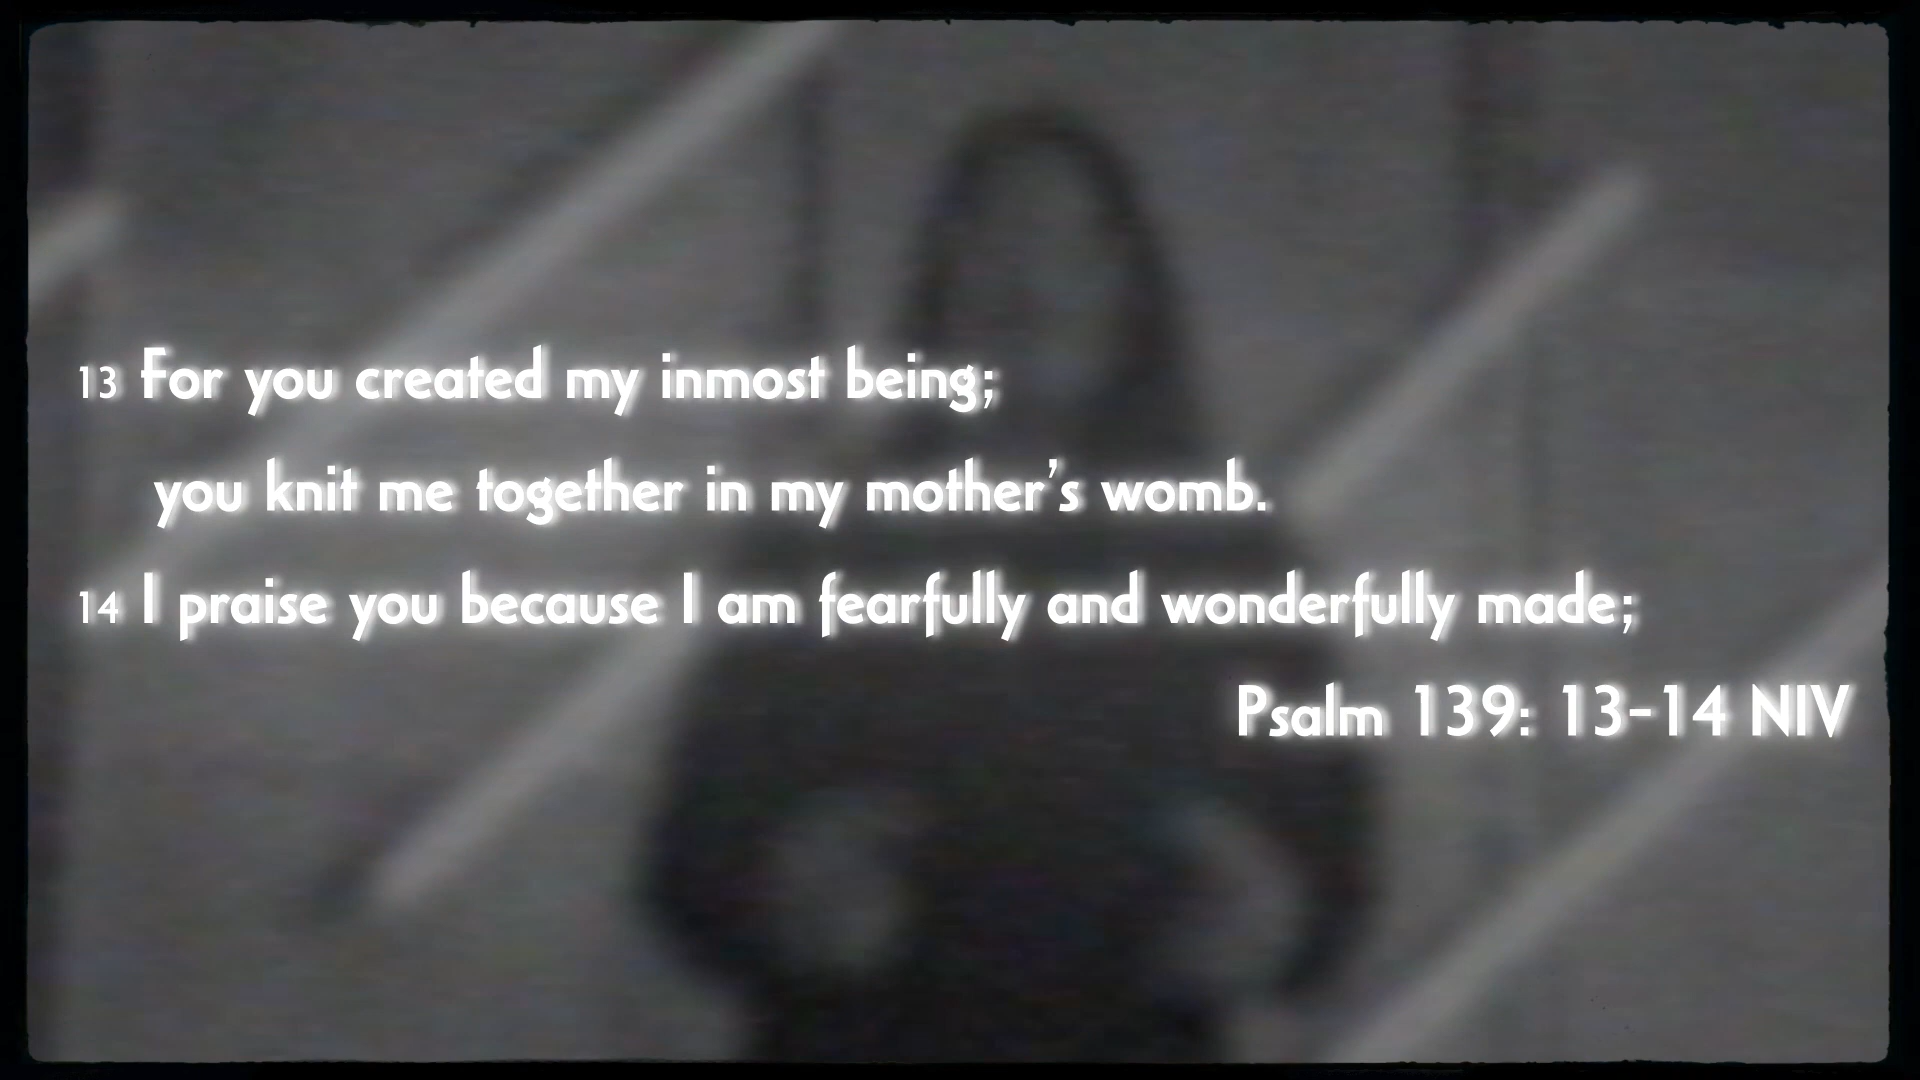 13 For you created my inmost being;
you knit me together in my mother's womb.
14 I praise you because I am fearfully and wonderfully made;
Psalm 139: 13-14 NIV